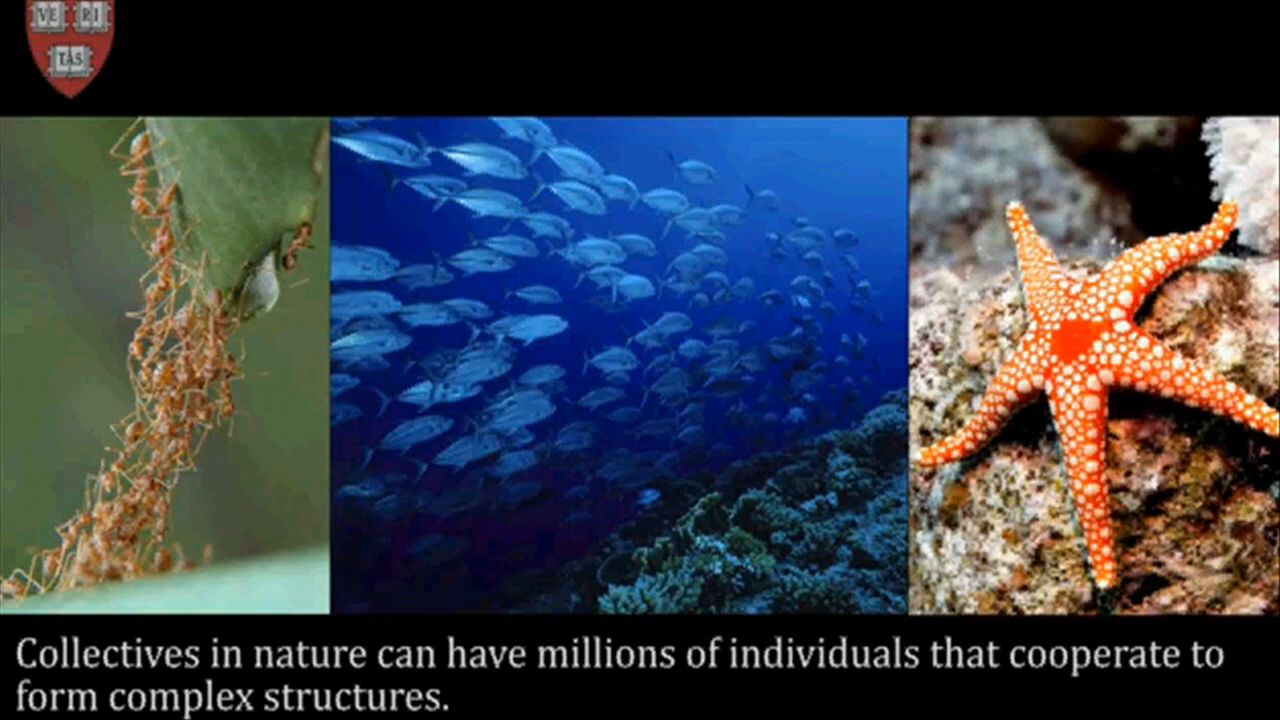 VE RI
TAS
Collectives in nature can have millions of individuals that cooperate to
form complex structures.